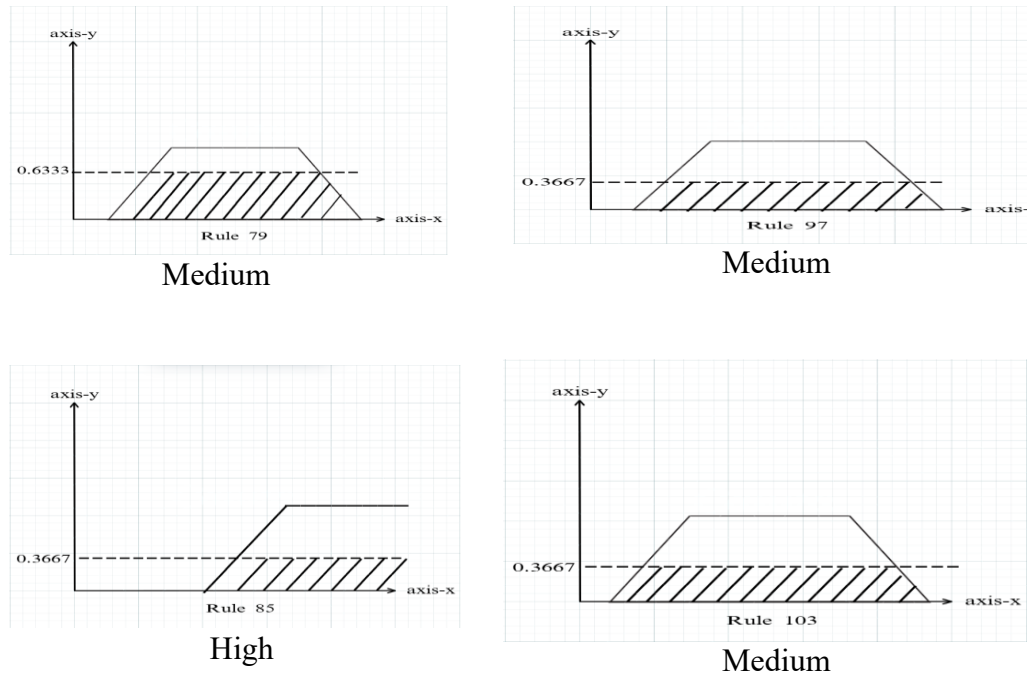 axis-y
0.6333
axis-x
Rule 79
Medium
axis-y
0.3667
axis-
Rule 97
Medium
axis-y
0.3667
axis-x
Rule 85
High
axis-y
0.3667
axis-x
Rule 103
Medium